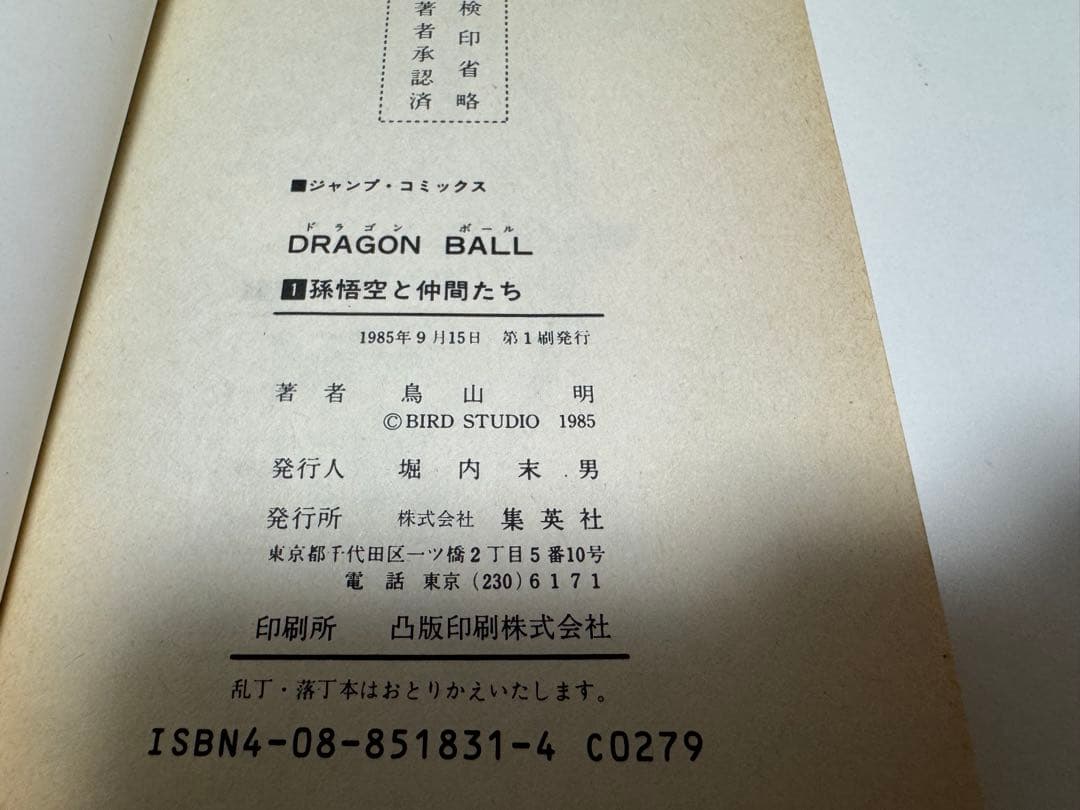 検印省略
著者承認済
■ジャンプ・コミックス
ドラゴン ボール
DRAGON BALL
1 孫悟空と仲間たち
1985年9月15日 第1刷発行
著者 鳥山 明
©BIRD STUDIO 1985
発行人 堀内末男
発行所 株式会社 集英社
東京都千代田区一ツ橋2丁目5番10号
電話 東京(230)6171
印刷所 凸版印刷株式会社
乱丁・落丁本はおとりかえいたします。
ISBN4-08-851831-4 C0279